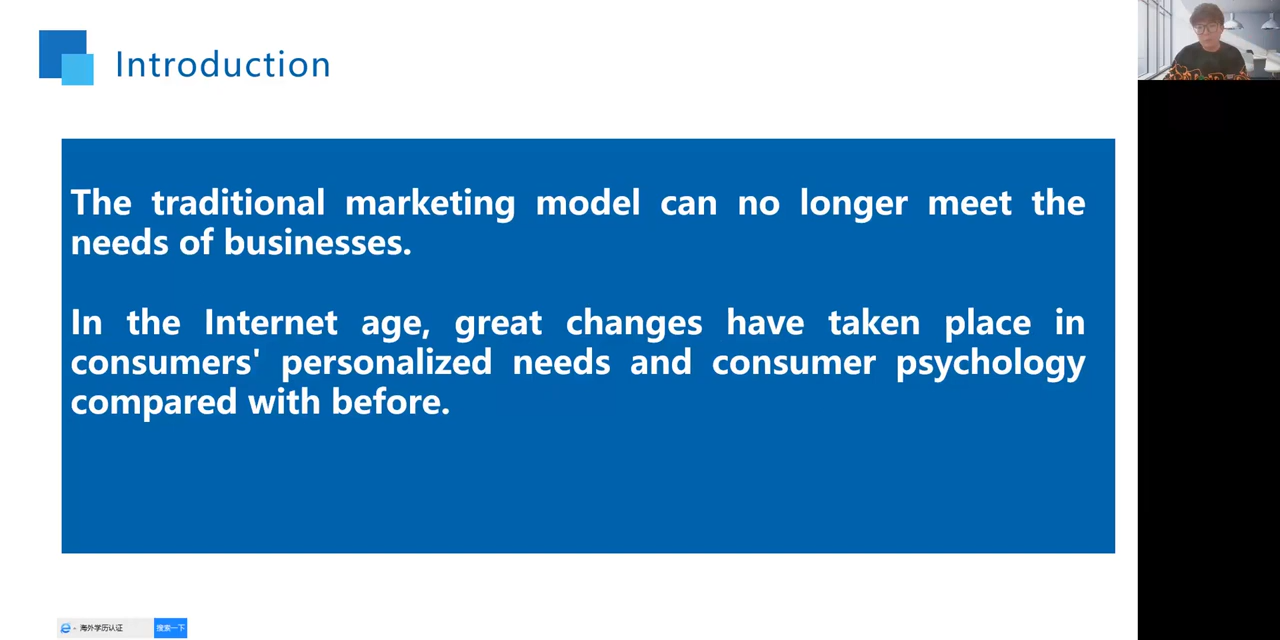 Introduction
The traditional marketing model can no longer meet the
needs of businesses.
In the Internet age, great changes have taken place in
consumers' personalized needs and consumer psychology
compared with before.
海外学历认证
搜索一下